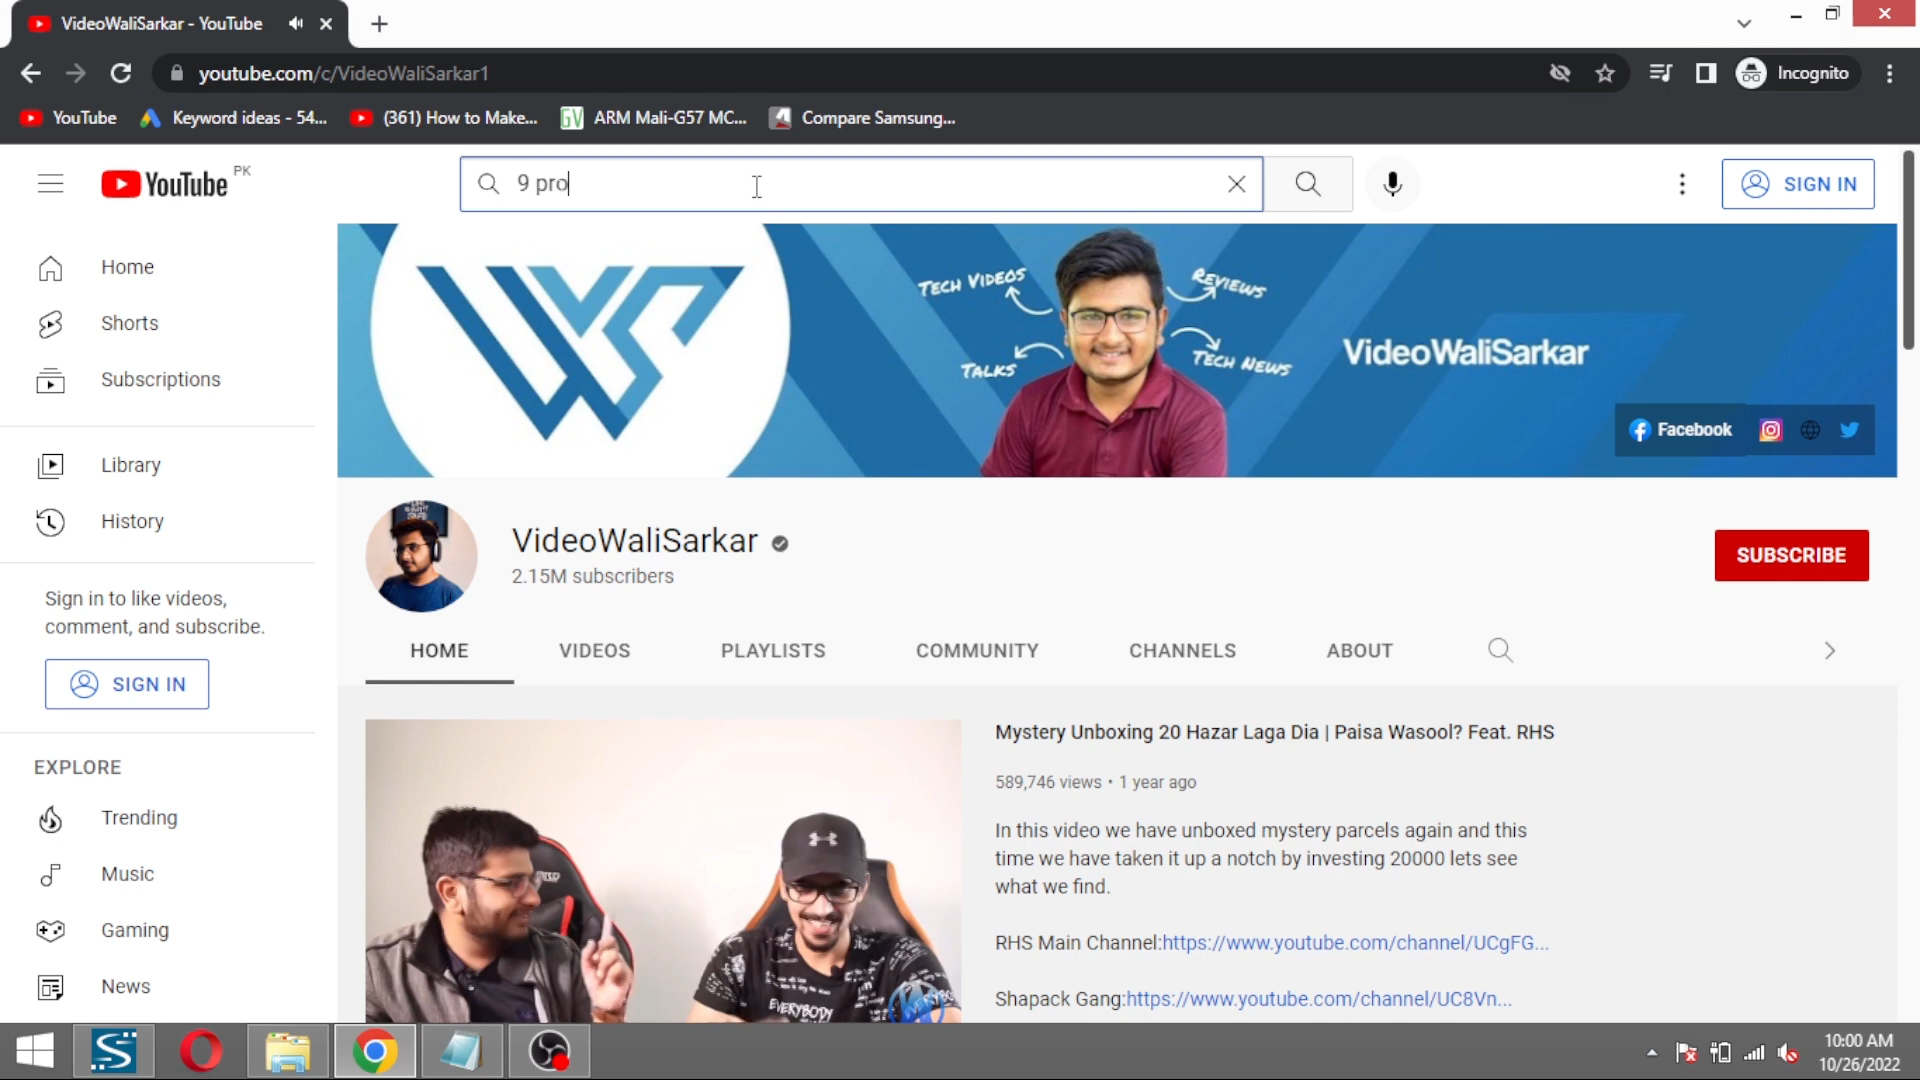 VideoWaliSarkar - YouTube
youtube.com/c/VideoWaliSarkar1
Incognito
YouTube
Keyword ideas - 54...
(361) How to Make...
GV
ARM Mali-G57 MC...
Compare Samsung...
YouTube PK
9 pro
SIGN IN
Home
Shorts
Subscriptions
Library
History
Sign in to like videos,
comment, and subscribe.
SIGN IN
EXPLORE
Trending
Music
Gaming
News
TECH VIDEOS
REVIEWS
TALKS
TECH NEWS
VideoWaliSarkar
Facebook
VideoWaliSarkar
2.15M subscribers
SUBSCRIBE
HOME
VIDEOS
PLAYLISTS
COMMUNITY
CHANNELS
ABOUT
EVERYBODY
Mystery Unboxing 20 Hazar Laga Dia | Paisa Wasool? Feat. RHS
589,746 views • 1 year ago
In this video we have unboxed mystery parcels again and this
time we have taken it up a notch by investing 20000 lets see
what we find.
RHS Main Channel:https://www.youtube.com/channel/UCgFG...
Shapack Gang:https://www.youtube.com/channel/UC8Vn...
10:00 AM
10/26/2022